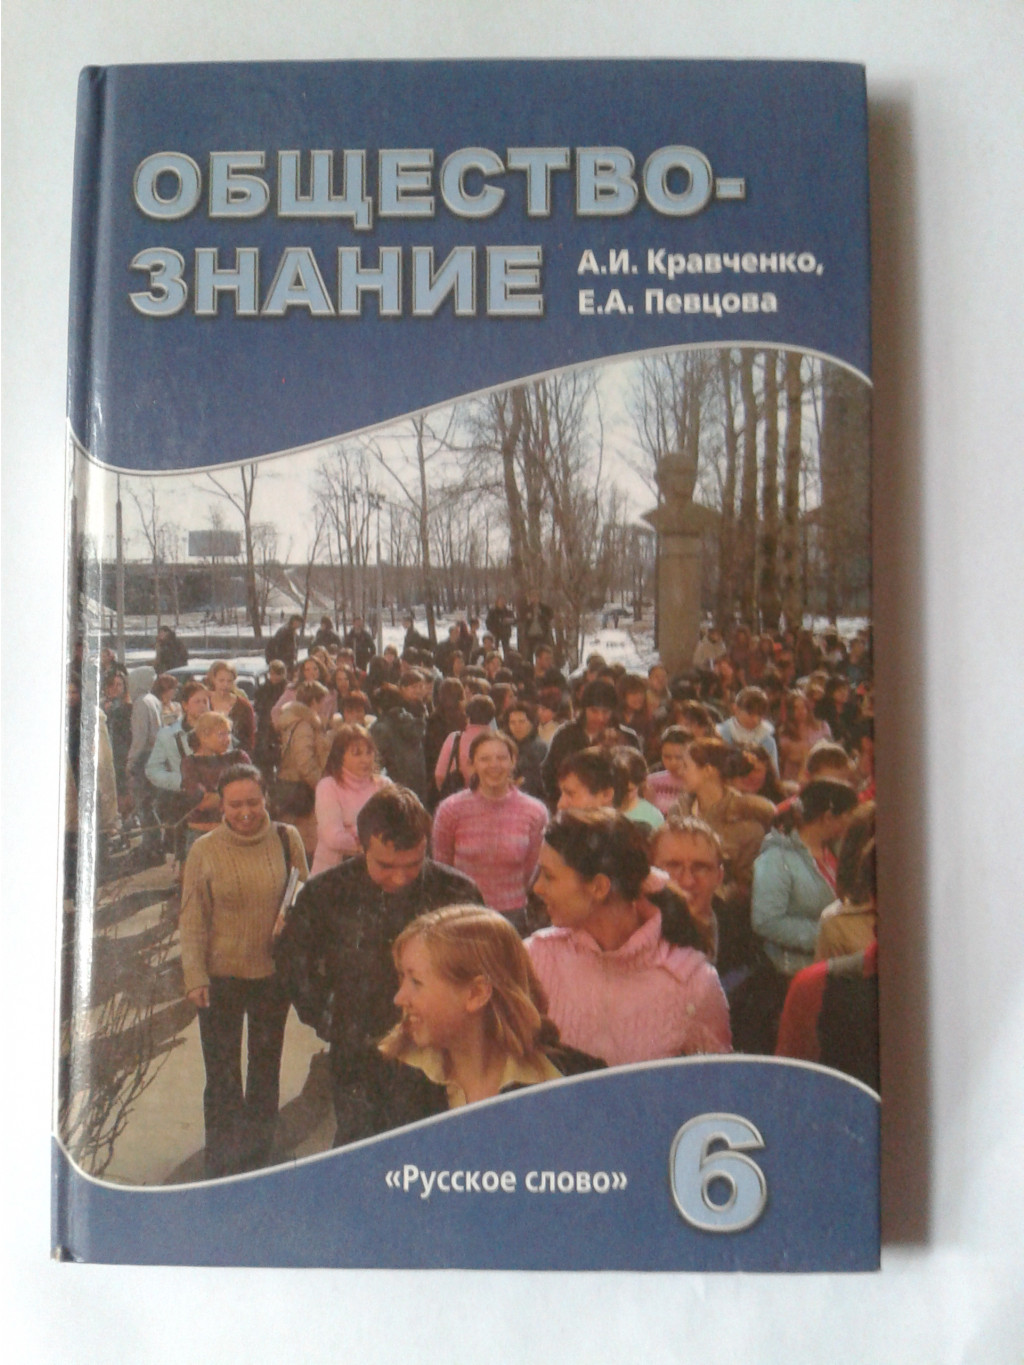 ОБЩЕСТВО-
ЗНАНИЕ
А.И. Кравченко,
Е.А. Певцова
«Русское слово»
6